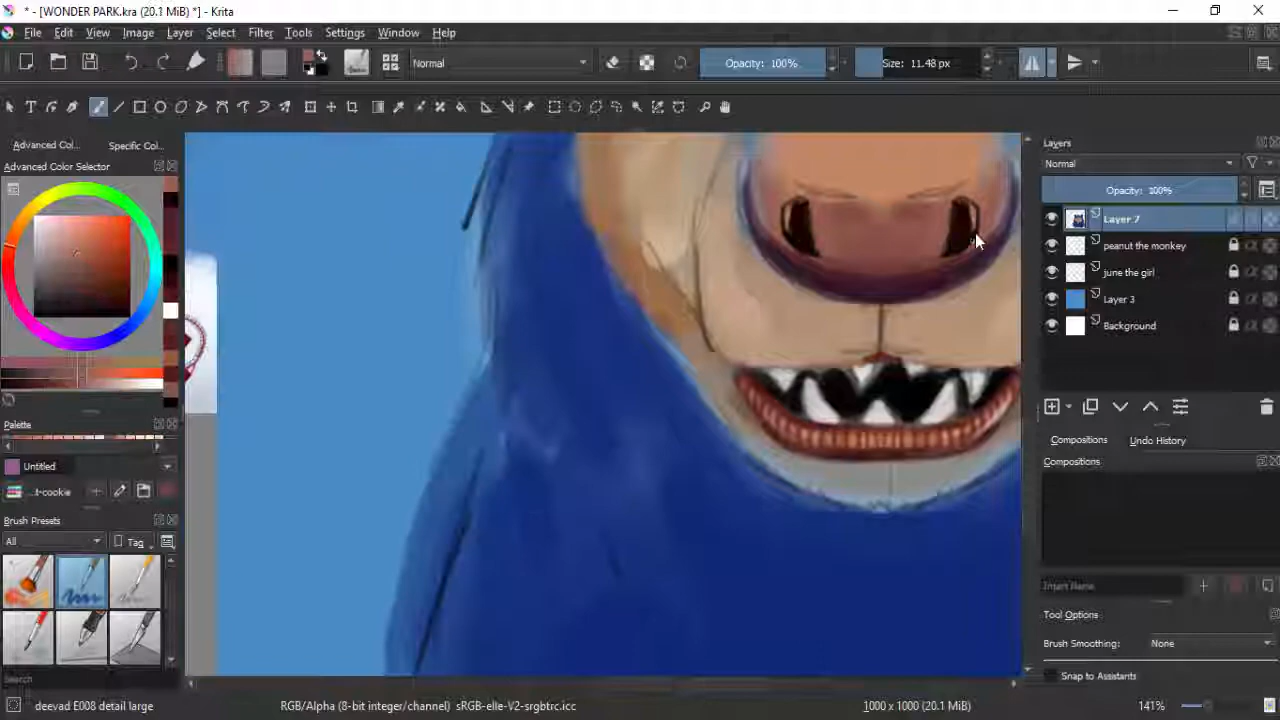 * - [WONDER PARK.kra (20.1 MiB) *] - Krita
File Edit View Image Layer Select Filter Tools Settings Window Help
Normal
Opacity: 100%
Size: 11.48 px
Advanced Col...
Specific Col...
Advanced Color Selector
Palette
Untitled
...t-cookie
Brush Presets
All
Tag
Search
Layers
Normal
Opacity: 100%
Layer 7
peanut the monkey
june the girl
Layer 3
Background
Compositions
Undo History
Compositions
Insert Name
Tool Options
Brush Smoothing: None
Snap to Assistants
deevad E008 detail large
RGB/Alpha (8-bit integer/channel) sRGB-elle-V2-srgbtrc.icc
1000 x 1000 (20.1 MiB)
141%